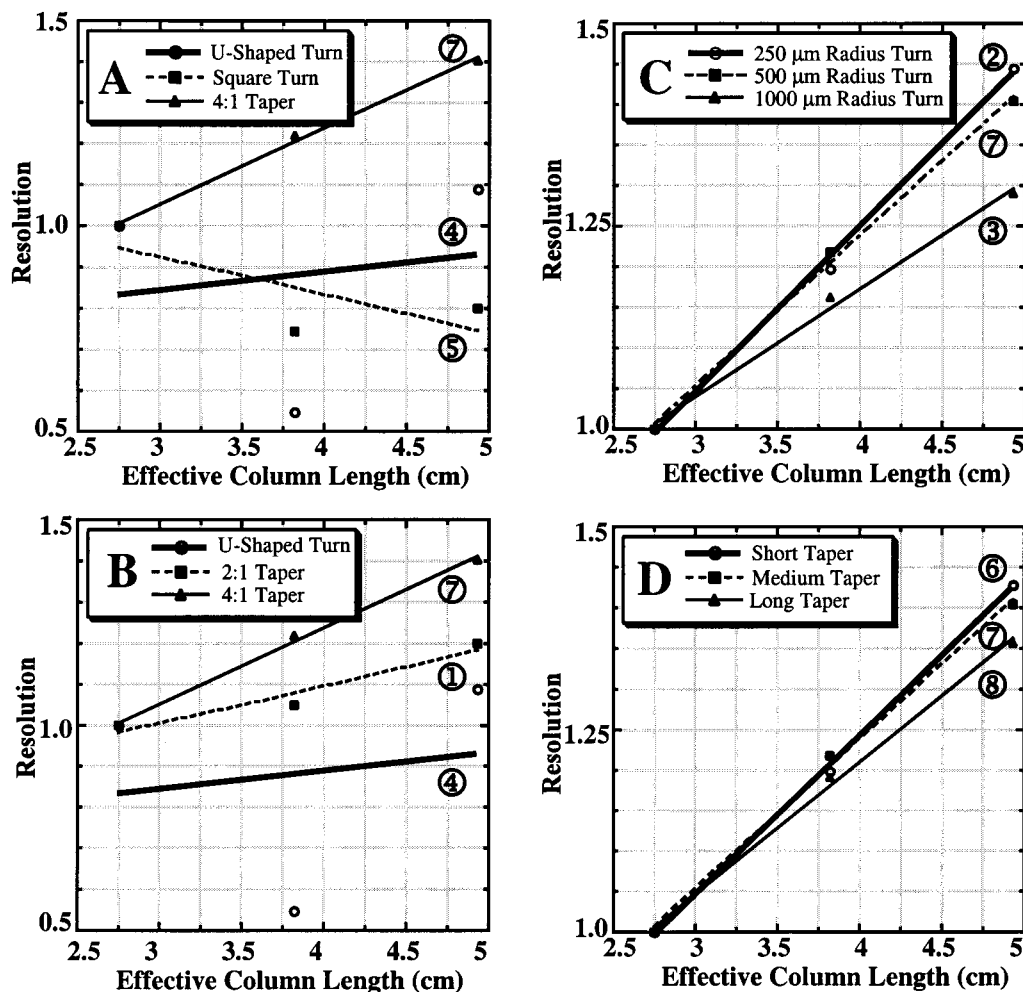 A
U-Shaped Turn
Square Turn
4:1 Taper
⑦
④
⑤
Resolution
1.5
1.0
0.5
2.5 3 3.5 4 4.5 5
Effective Column Length (cm)
C
250 µm Radius Turn
500 µm Radius Turn
1000 µm Radius Turn
②
⑦
③
Resolution
1.5
1.25
1.0
2.5 3 3.5 4 4.5 5
Effective Column Length (cm)
B
U-Shaped Turn
2:1 Taper
4:1 Taper
⑦
①
④
Resolution
1.5
1.0
0.5
2.5 3 3.5 4 4.5 5
Effective Column Length (cm)
D
Short Taper
Medium Taper
Long Taper
⑥
⑦
⑧
Resolution
1.5
1.25
1.0
2.5 3 3.5 4 4.5 5
Effective Column Length (cm)